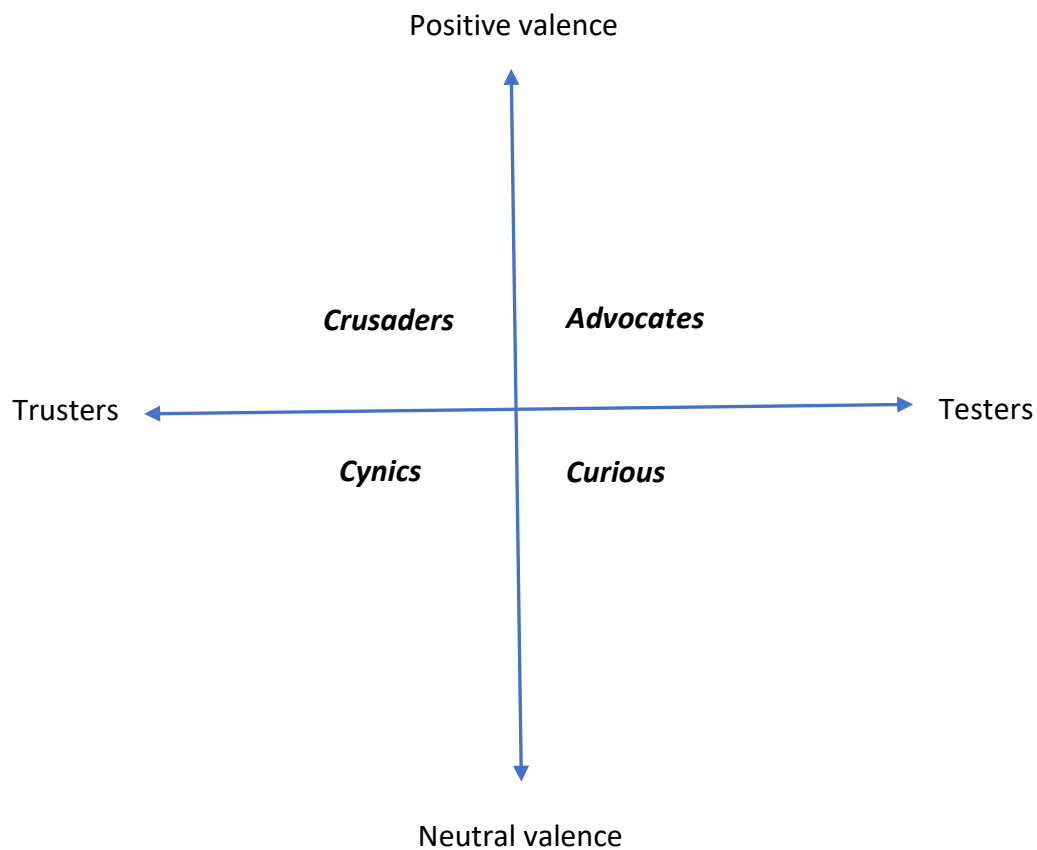 Positive valence
Crusaders Advocates
Trusters Testers
Cynics Curious
Neutral valence